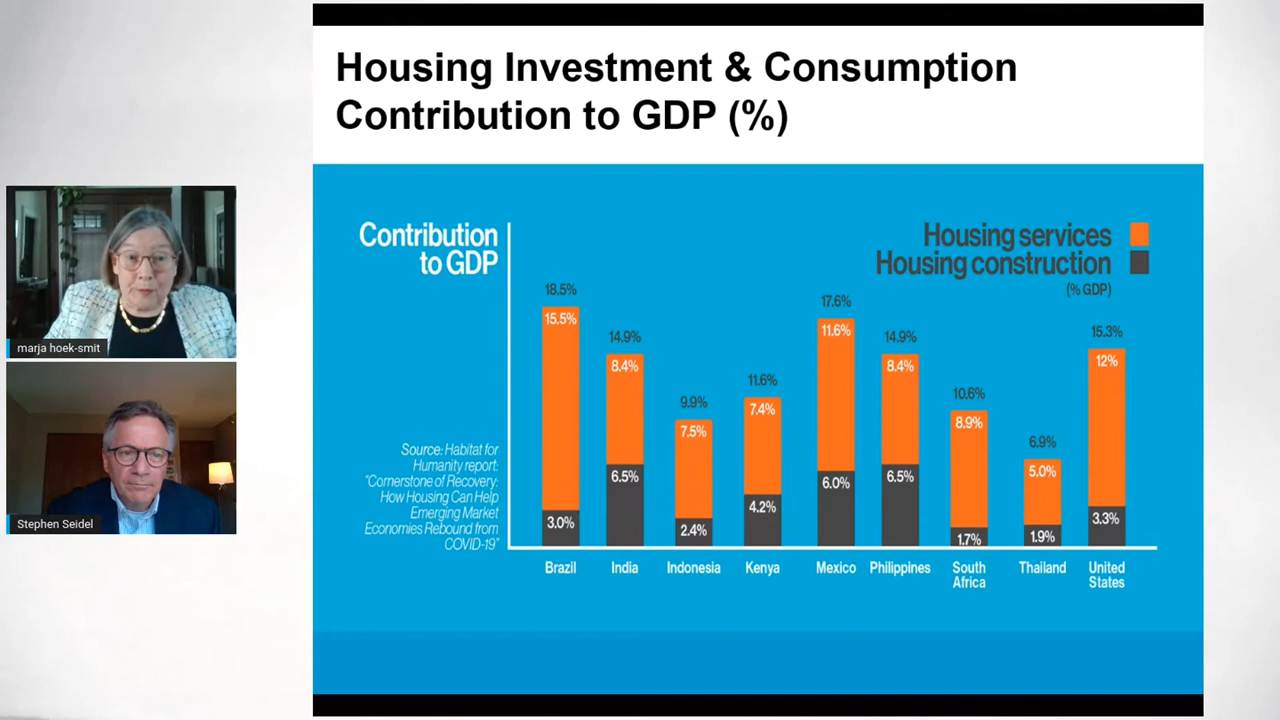 Housing Investment & Consumption
Contribution to GDP (%)
Contribution
to GDP
Housing services
Housing construction
(% GDP)
18.5%
15.5%
3.0%
14.9%
8.4%
6.5%
9.9%
7.5%
2.4%
11.6%
7.4%
4.2%
17.6%
11.6%
6.0%
14.9%
8.4%
6.5%
10.6%
8.9%
1.7%
6.9%
5.0%
1.9%
15.3%
12%
3.3%
Source: Habitat for
Humanity report:
"Cornerstone of Recovery:
How Housing Can Help
Emerging Market
Economies Rebound from
COVID-19"
Brazil
India
Indonesia
Kenya
Mexico
Philippines
South
Africa
Thailand
United
States
marja hoek-smit
Stephen Seidel